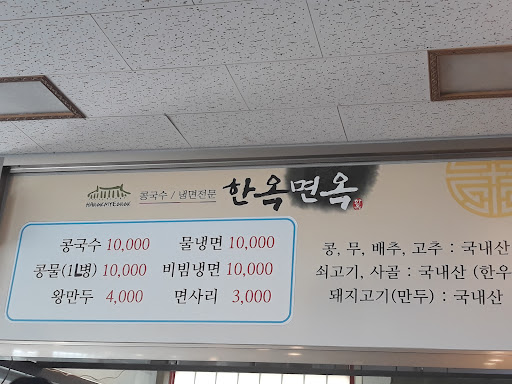 HANOK MYEONOK
콩국수 / 냉면전문 한옥면옥
콩국수 10,000 물냉면 10,000
콩물(1L병) 10,000 비빔냉면 10,000
왕만두 4,000 면사리 3,000
콩, 무, 배추, 고추 : 국내산
쇠고기, 사골 : 국내산 (한우
돼지고기(만두) : 국내산